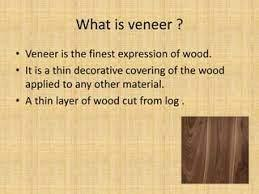 What is veneer ?
• Veneer is the finest expression of wood.
• It is a thin decorative covering of the wood
applied to any other material.
• A thin layer of wood cut from log .